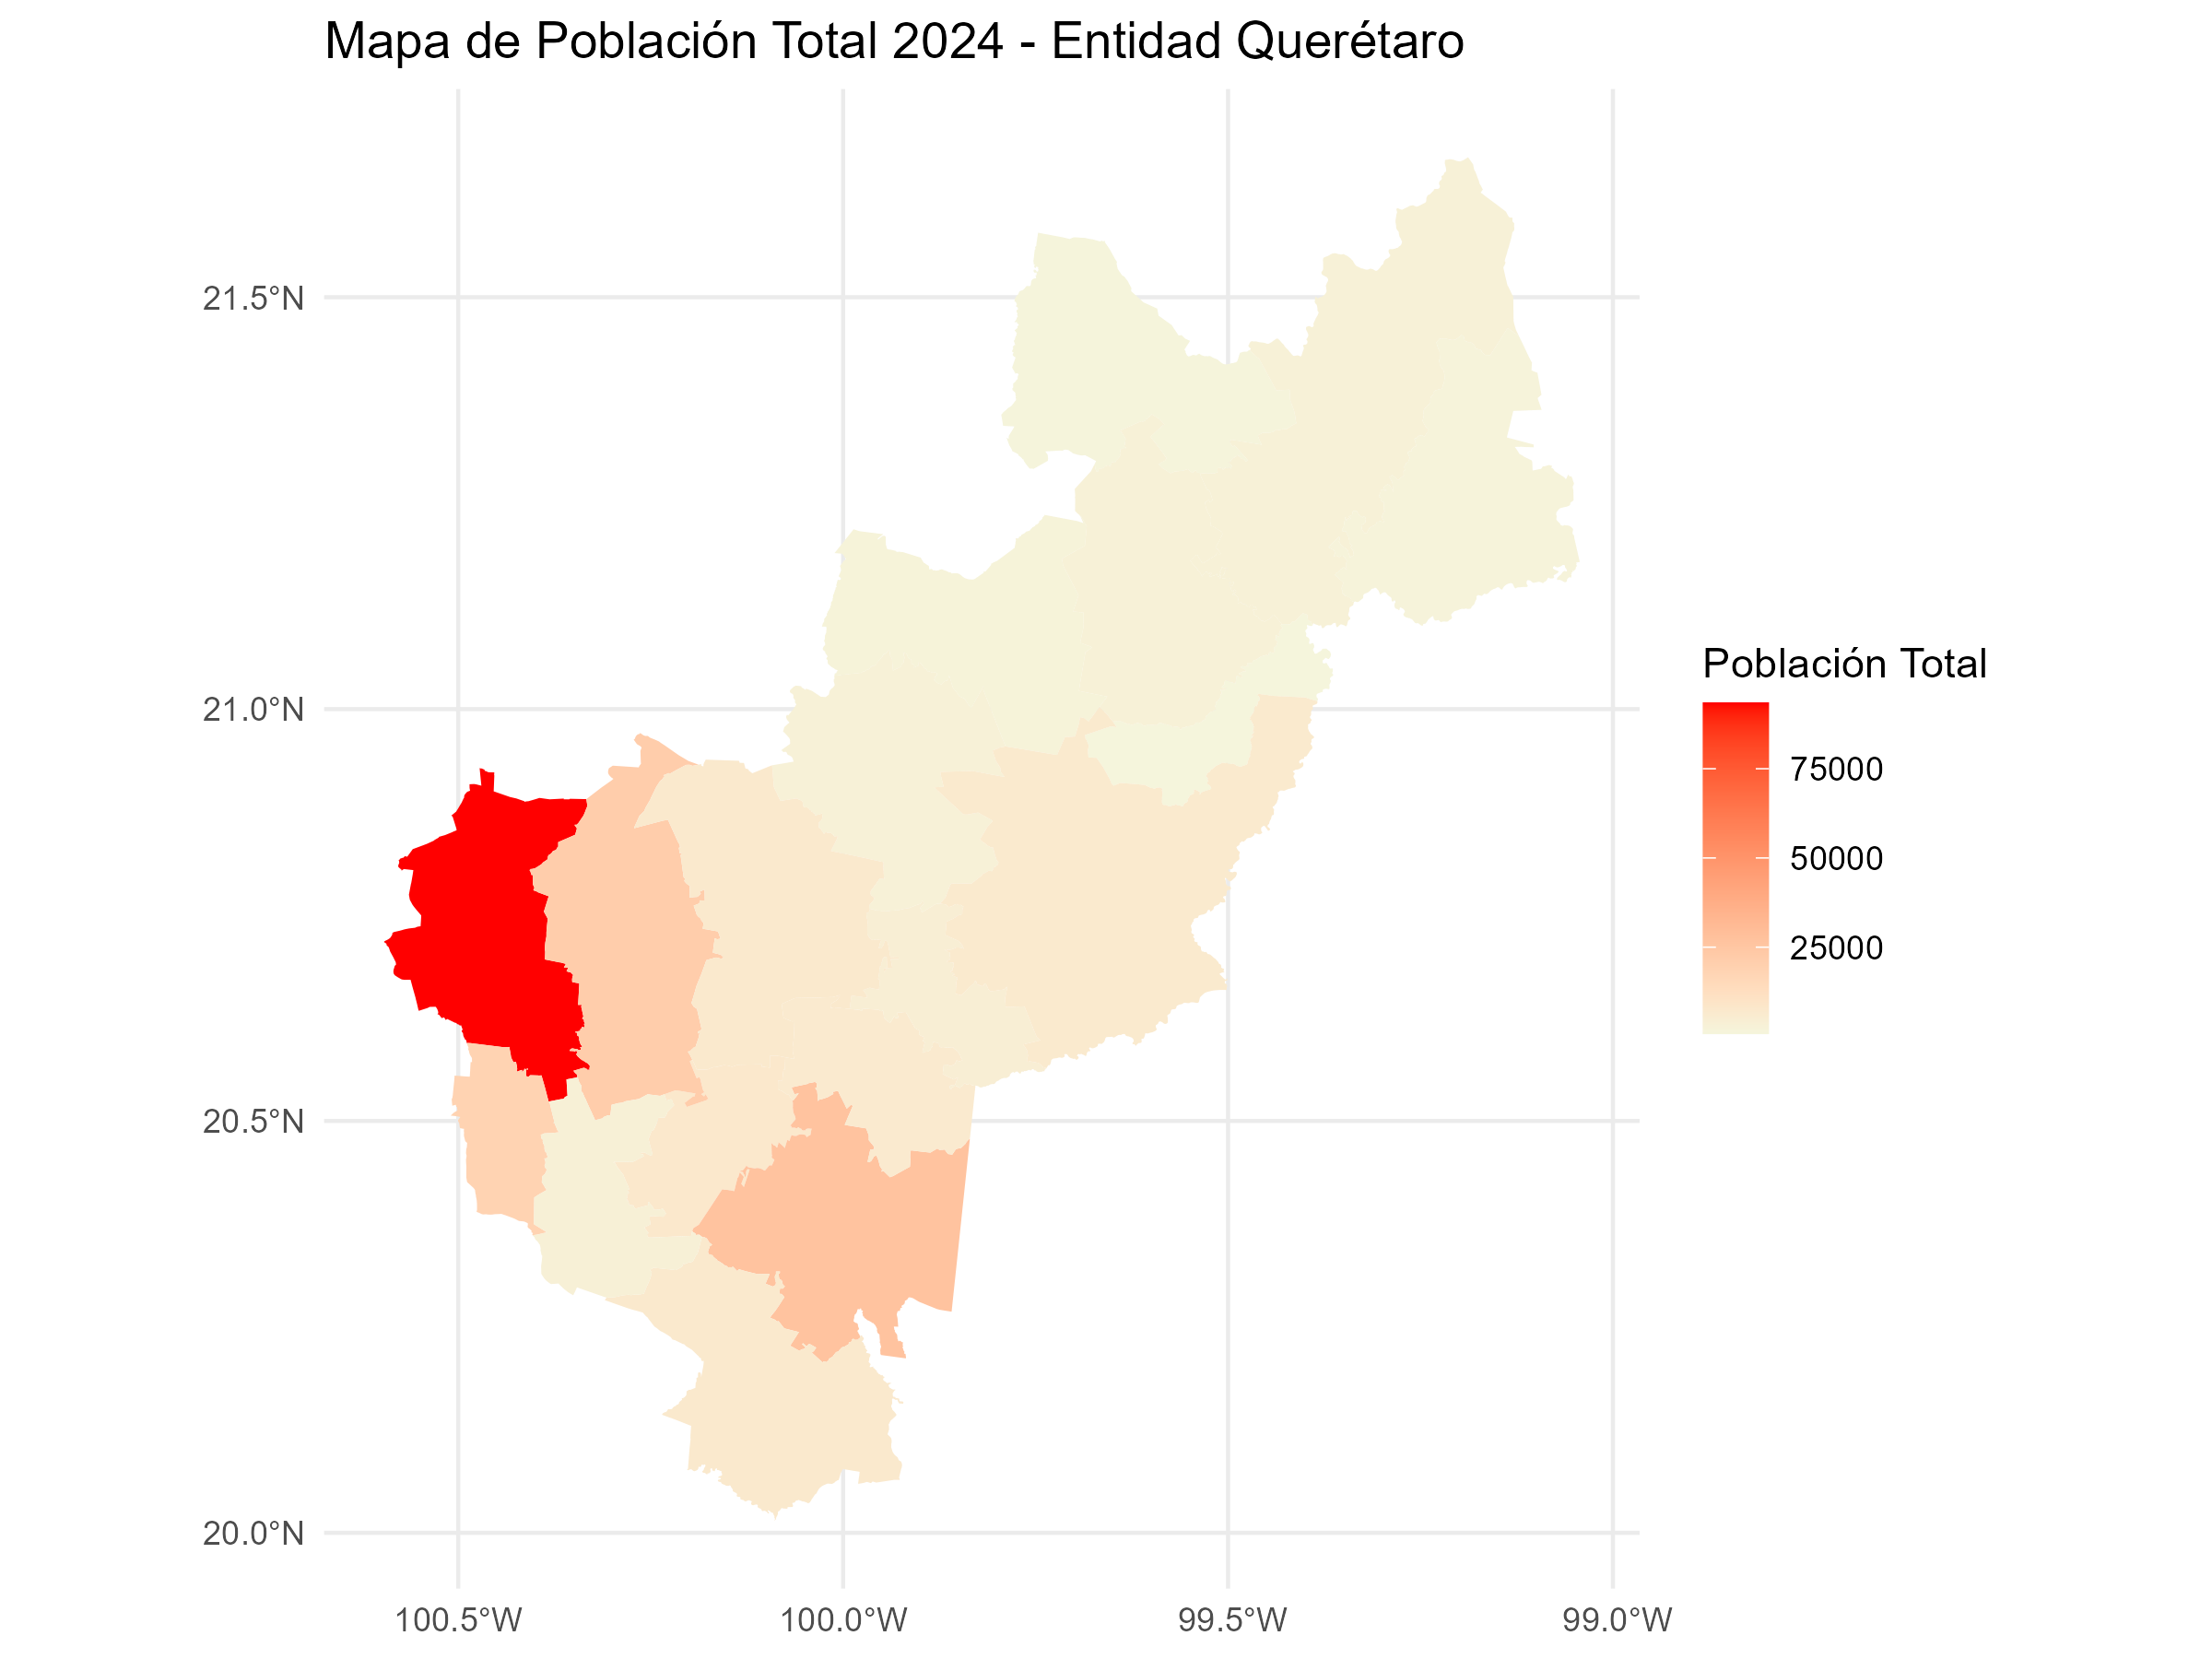 Mapa de Población Total 2024 - Entidad Querétaro
21.5°N
21.0°N
20.5°N
20.0°N
100.5°W
100.0°W
99.5°W
99.0°W
Población Total
75000
50000
25000